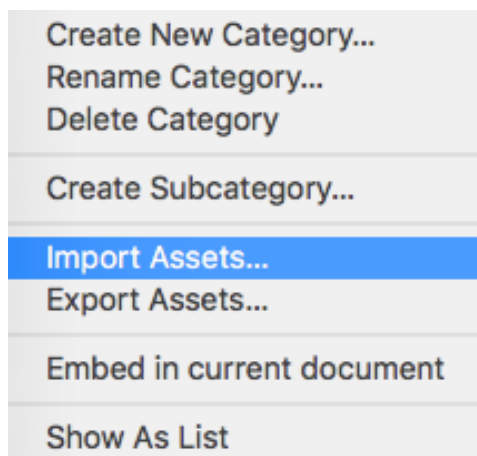 Create New Category...
Rename Category...
Delete Category
Create Subcategory...
Import Assets...
Export Assets...
Embed in current document
Show As List